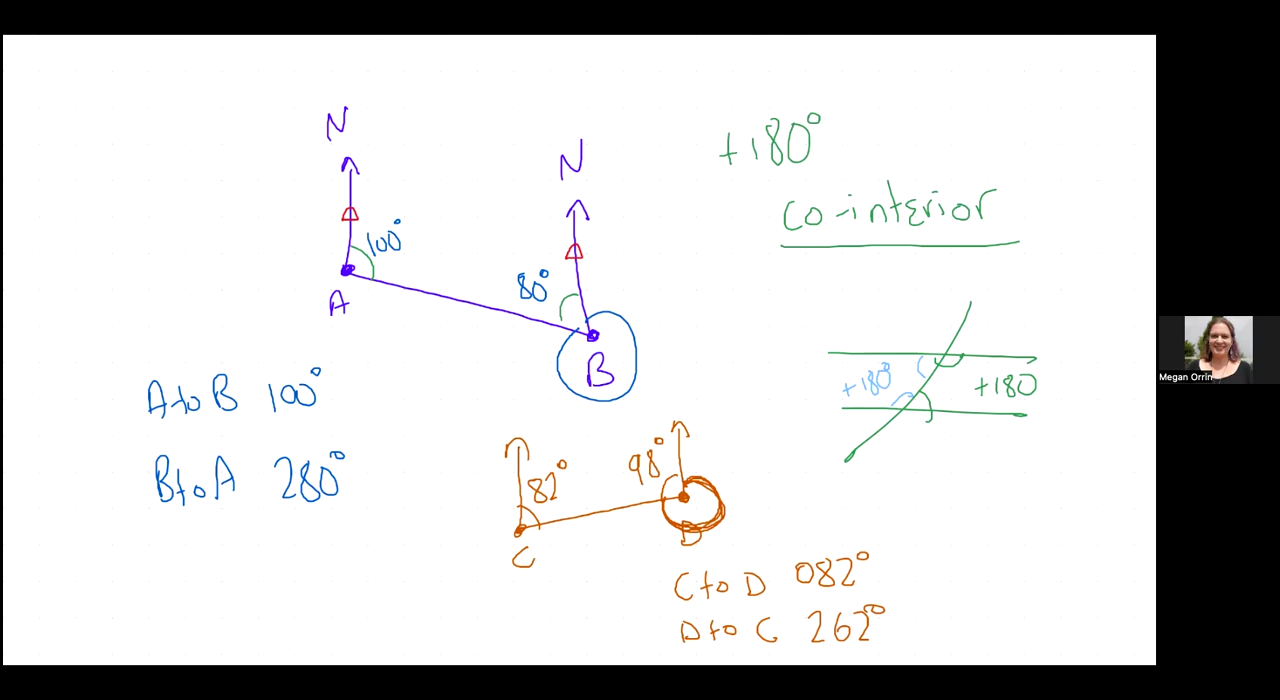 N
N
+180°
co-interior
100°
80°
A
B
A to B 100°
+180°
+180
B to A 280°
82°
98°
C
D
C to D 082°
D to C 262°
Megan Orrin